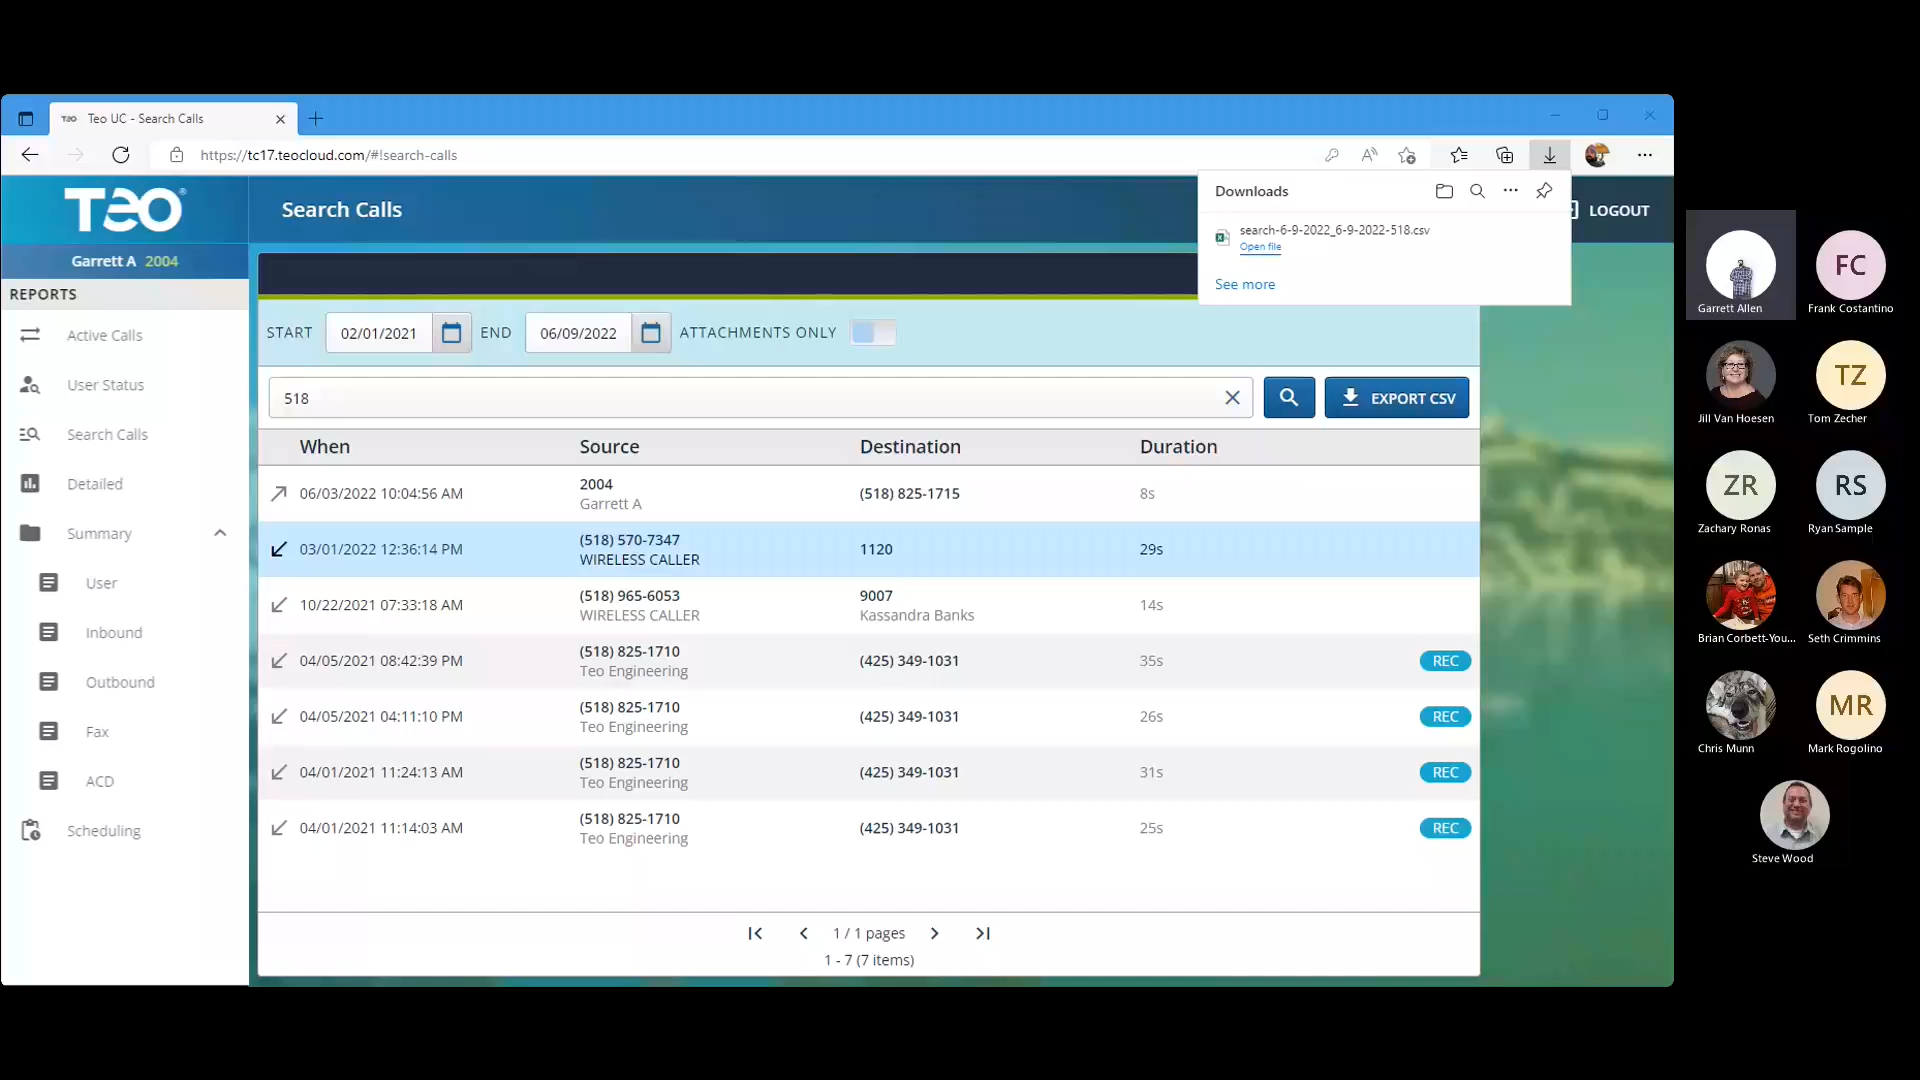 Teo UC - Search Calls
https://tc17.teocloud.com/#!search-calls
Teo
Search Calls
LOGOUT
Downloads
search-6-9-2022_6-9-2022-518.csv
Open file
See more
Garrett A 2004
REPORTS
Active Calls
User Status
Search Calls
Detailed
Summary
User
Inbound
Outbound
Fax
ACD
Scheduling
START 02/01/2021 END 06/09/2022 ATTACHMENTS ONLY
518
EXPORT CSV
When Source Destination Duration
06/03/2022 10:04:56 AM 2004 (518) 825-1715 8s
Garrett A
03/01/2022 12:36:14 PM (518) 570-7347 1120 29s
WIRELESS CALLER
10/22/2021 07:33:18 AM (518) 965-6053 9007 14s
WIRELESS CALLER Kassandra Banks
04/05/2021 08:42:39 PM (518) 825-1710 (425) 349-1031 35s REC
Teo Engineering
04/05/2021 04:11:10 PM (518) 825-1710 (425) 349-1031 26s REC
Teo Engineering
04/01/2021 11:24:13 AM (518) 825-1710 (425) 349-1031 31s REC
Teo Engineering
04/01/2021 11:14:03 AM (518) 825-1710 (425) 349-1031 25s REC
Teo Engineering
1 / 1 pages
1 - 7 (7 items)
FC
Garrett Allen Frank Costantino
TZ
Jill Van Hoesen Tom Zecher
ZR RS
Zachary Ronas Ryan Sample
Brian Corbett-You... Seth Crimmins
MR
Chris Munn Mark Rogolino
Steve Wood